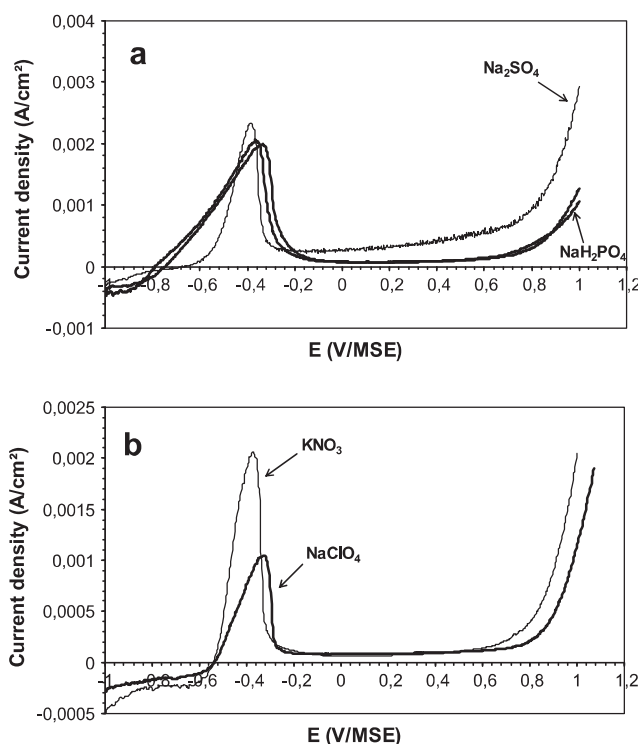 0,004
a
Na₂SO₄
0,003
0,002
0,001
NaH₂PO₄
0
-1 -0,8 -0,6 -0,4 -0,2 0 0,2 0,4 0,6 0,8 1 1,2
-0,001
E (V/MSE)
Current density (A/cm²)
0,0025
b
KNO₃
0,002
0,0015
NaClO₄
0,001
0,0005
0
-1 -0,8 -0,6 -0,4 -0,2 0 0,2 0,4 0,6 0,8 1 1,2
-0,0005
E (V/MSE)
Current density (A/cm²)